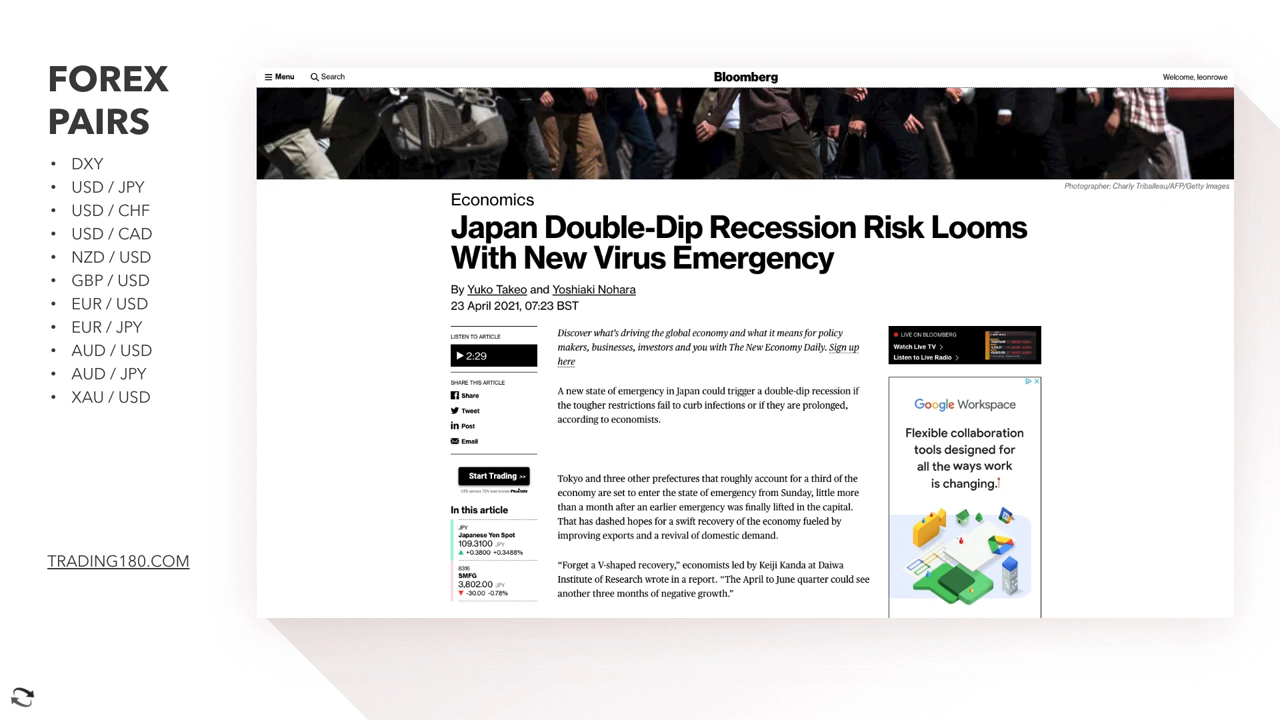 FOREX
PAIRS
• DXY
• USD / JPY
• USD / CHF
• USD / CAD
• NZD / USD
• GBP / USD
• EUR / USD
• EUR / JPY
• AUD / USD
• AUD / JPY
• XAU / USD
TRADING180.COM
Menu
Search
Bloomberg
Welcome, leonrowe
Photographer: Charly Triballeau/AFP/Getty Images
Economics
Japan Double-Dip Recession Risk Looms
With New Virus Emergency
By Yuko Takeo and Yoshiaki Nohara
23 April 2021, 07:23 BST
LISTEN TO ARTICLE
2:29
SHARE THIS ARTICLE
Share
Tweet
Post
Email
Start Trading >>
In this article
JPY
Japanese Yen Spot
109.3100 JPY
▲ +0.3800 +0.3488%
8316
SMFG
3,802.00 JPY
▼ -30.00 -0.78%
Discover what's driving the global economy and what it means for policy
makers, businesses, investors and you with The New Economy Daily. Sign up
here
A new state of emergency in Japan could trigger a double-dip recession if
the tougher restrictions fail to curb infections or if they are prolonged,
according to economists.
Tokyo and three other prefectures that roughly account for a third of the
economy are set to enter the state of emergency from Sunday, little more
than a month after an earlier emergency was finally lifted in the capital.
That has dashed hopes for a swift recovery of the economy fueled by
improving exports and a revival of domestic demand.
“Forget a V-shaped recovery,” economists led by Keiji Kanda at Daiwa
Institute of Research wrote in a report. “The April to June quarter could see
another three months of negative growth.”
LIVE ON BLOOMBERG
Watch Live TV >
Listen to Live Radio >
Google Workspace
Flexible collaboration
tools designed for
all the ways work
is changing.